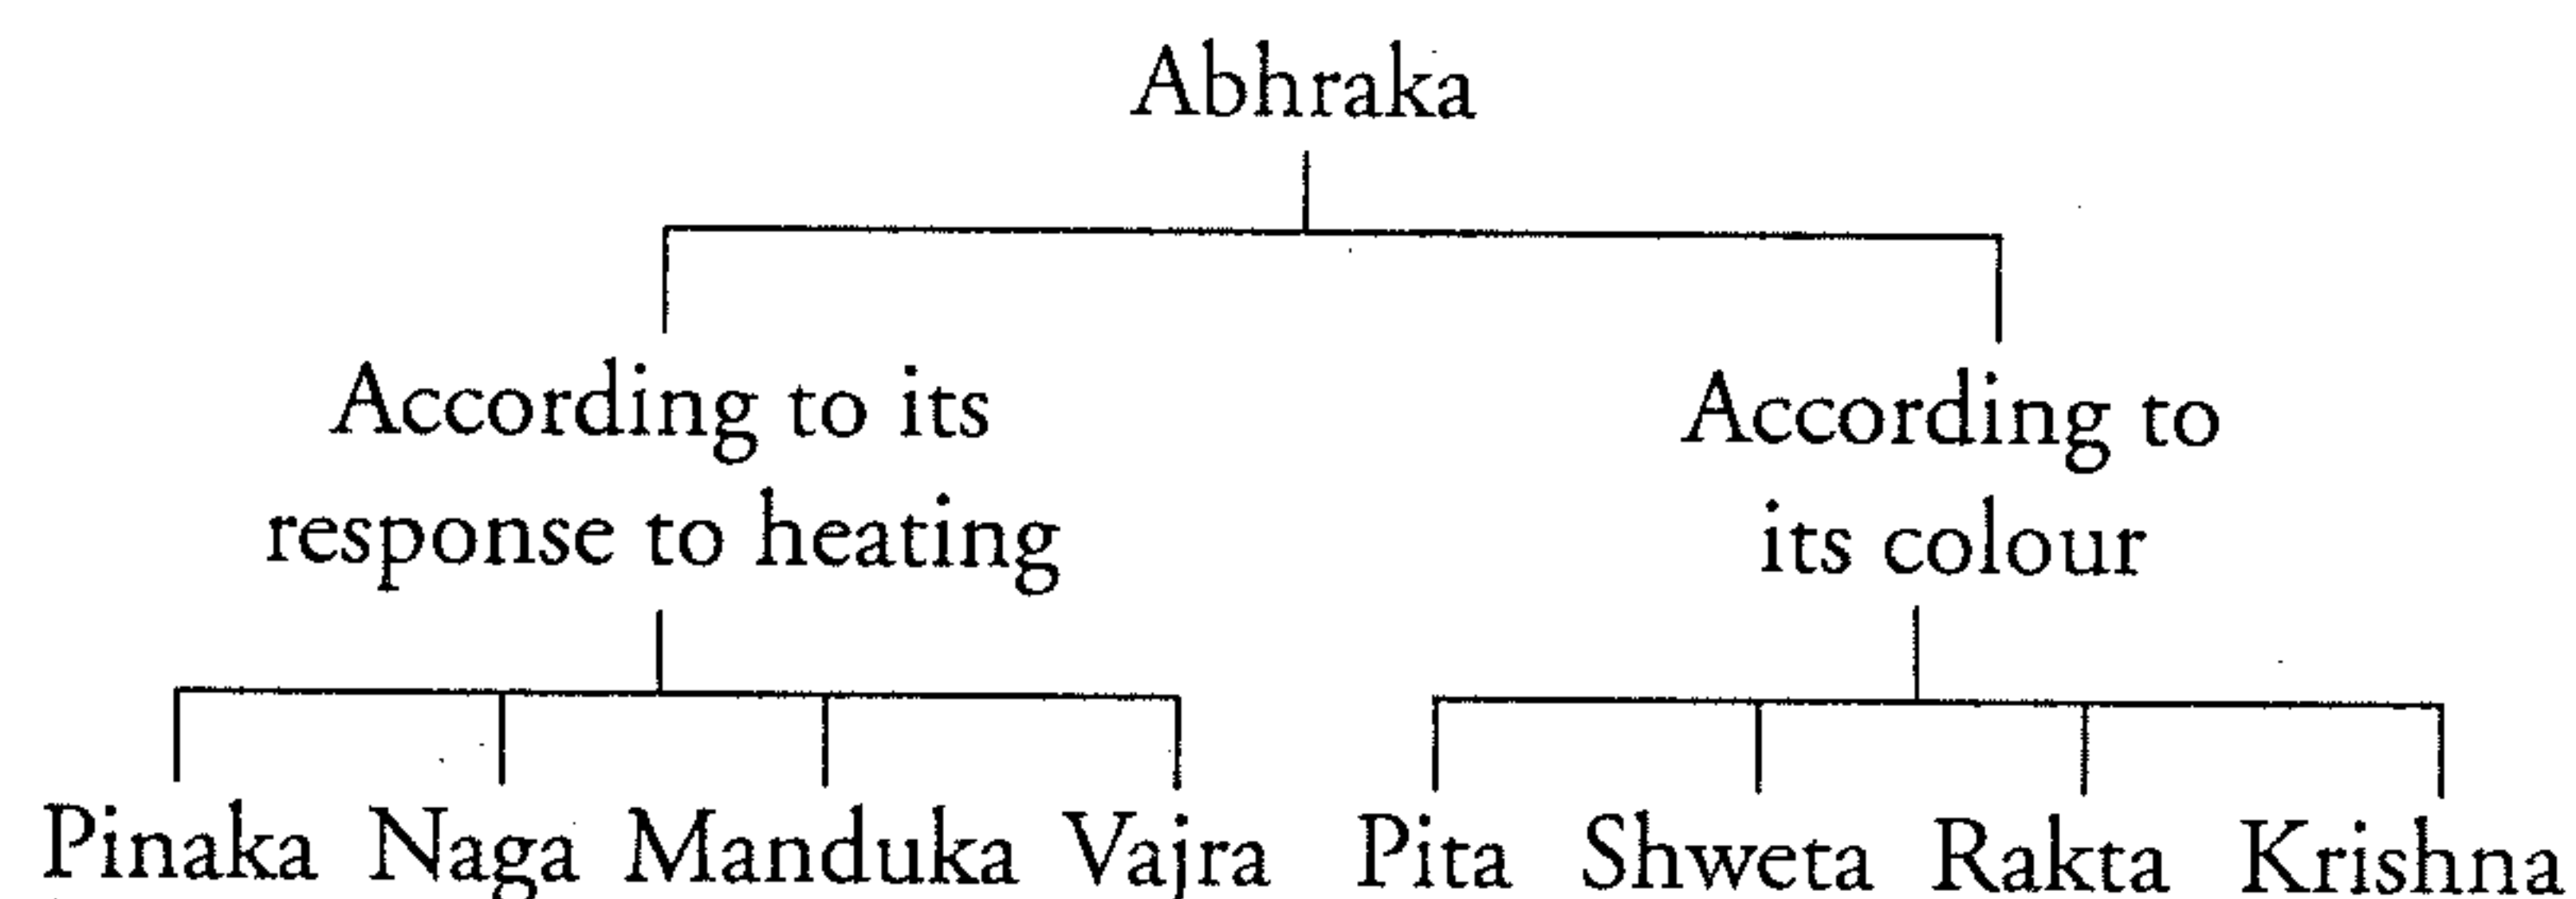 Abhraka
According to its
response to heating
According to
its colour
Pinaka Naga Manduka Vajra Pita Shweta Rakta Krishna